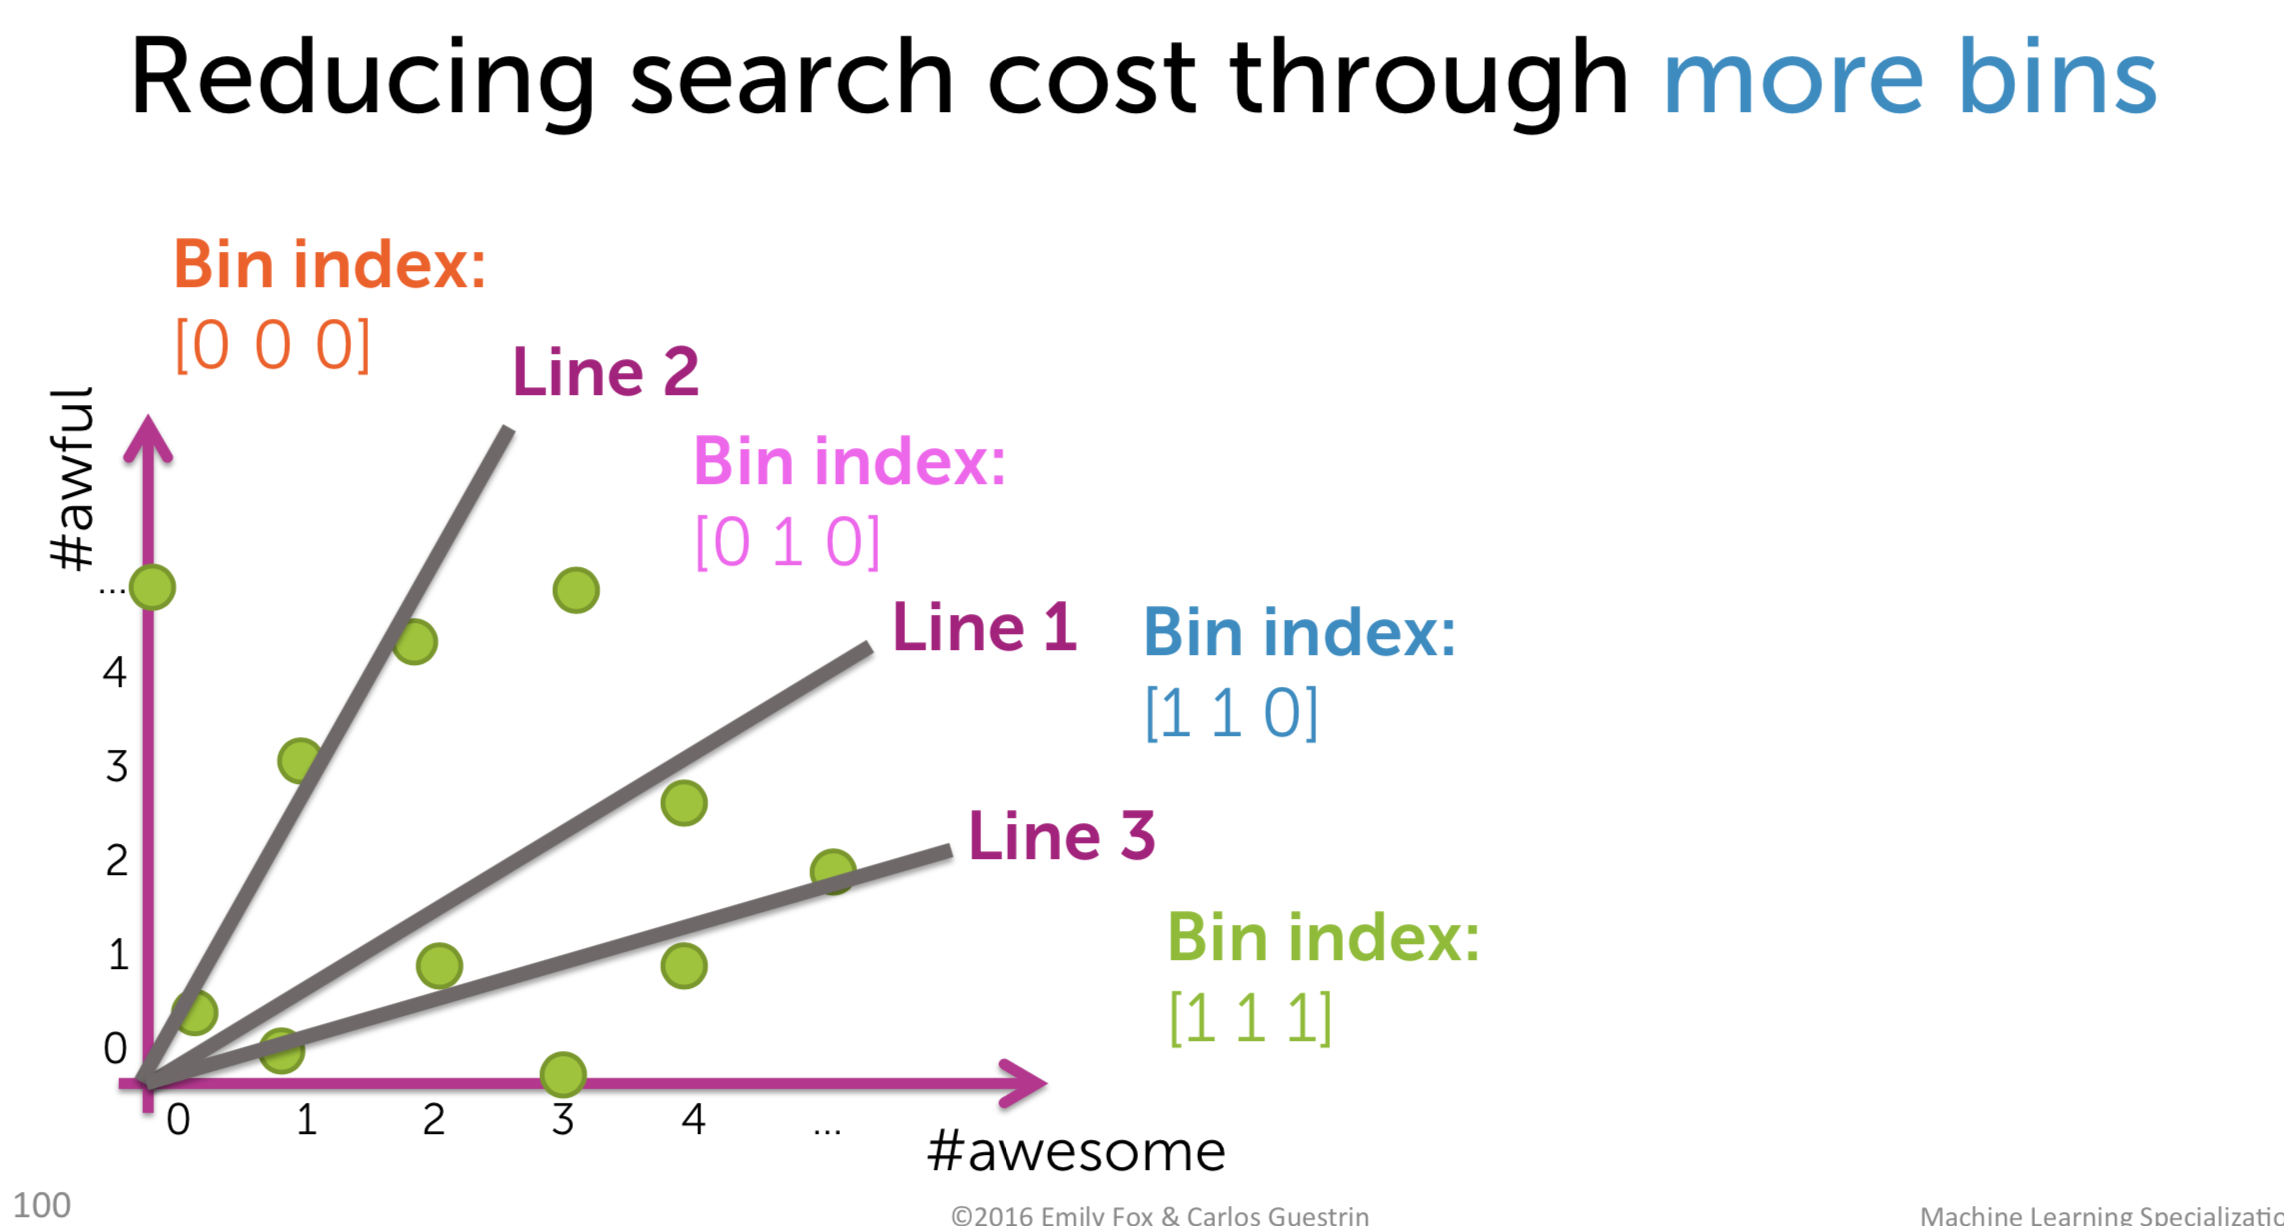 Reducing search cost through more bins
Bin index:
[0 0 0]
Line 2
#awful
Bin index:
[0 1 0]
...
Line 1
Bin index:
[1 1 0]
4
3
Line 3
2
Bin index:
[1 1 1]
1
0
0 1 2 3 4 ...
#awesome
100
©2016 Emily Fox & Carlos Guestrin
Machine Learning Specializatio